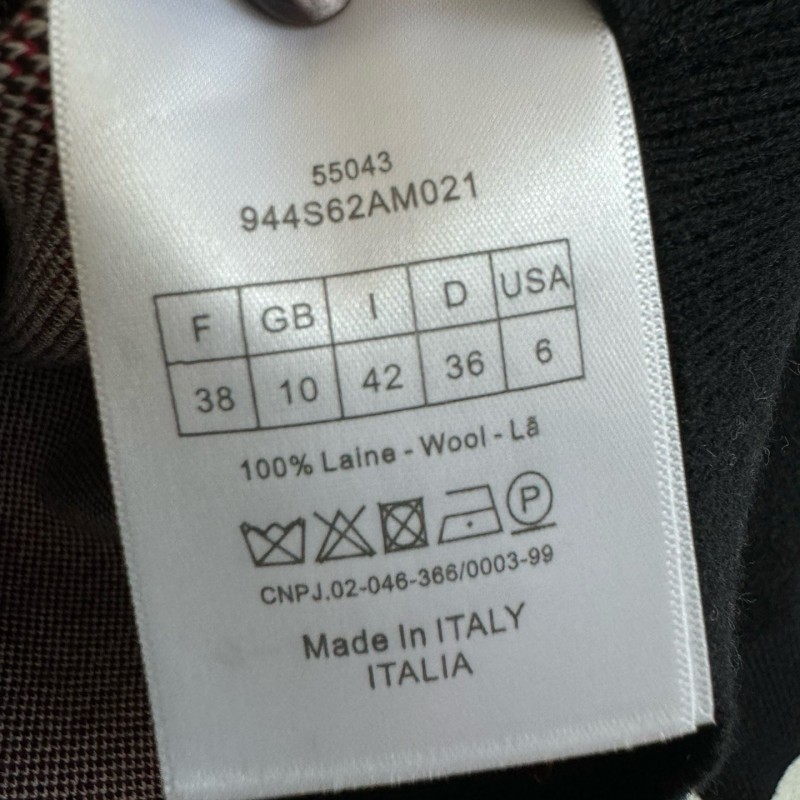 55043
944S62AM021
F GB I D USA
38 10 42 36 6
100% Laine - Wool - Lã
P
CNPJ.02-046-366/0003-99
Made In ITALY
ITALIA